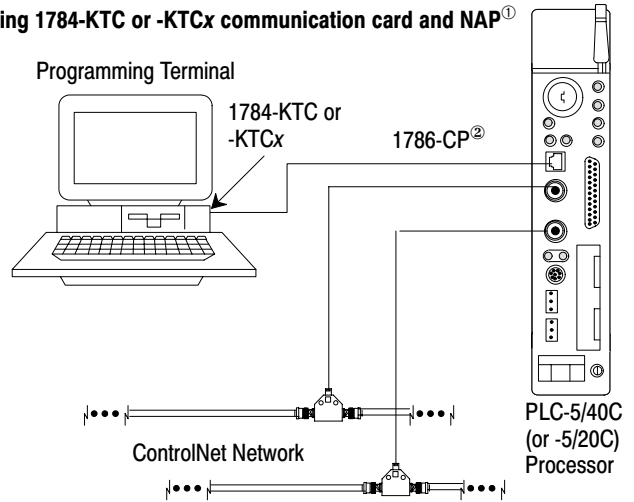 ing 1784-KTC or -KTCx communication card and NAP①
Programming Terminal
1784-KTC or
-KTCx
1786-CP②
PLC-5/40C
(or -5/20C)
Processor
ControlNet Network